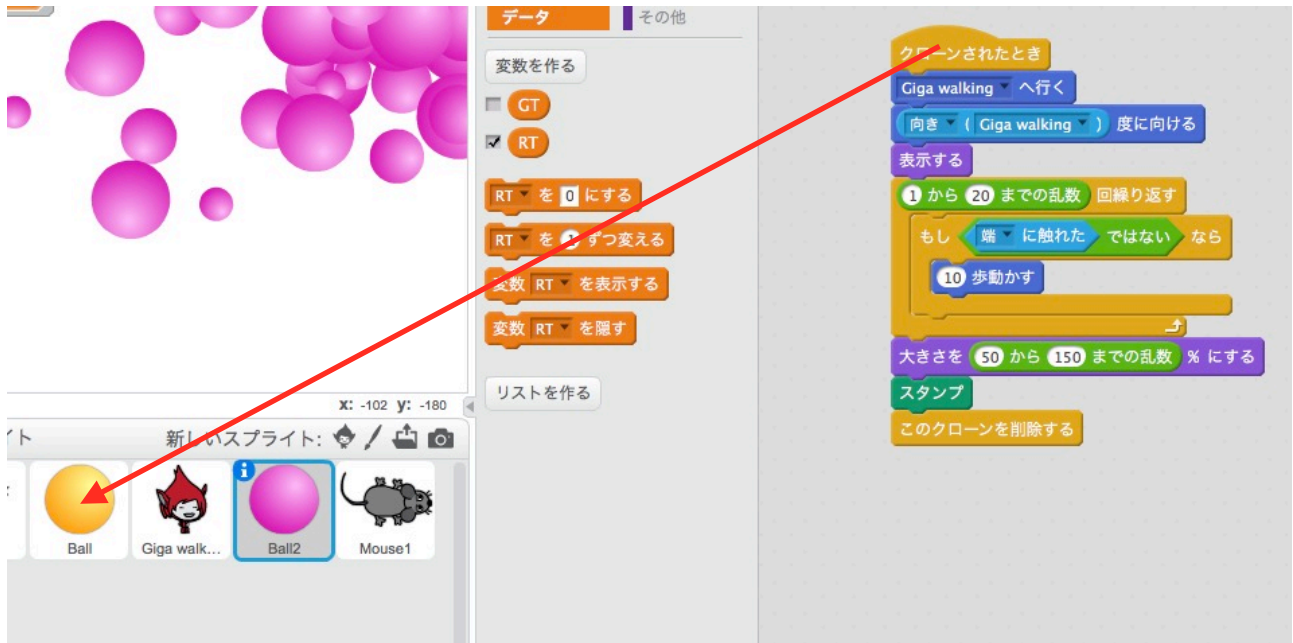 データ
その他
変数を作る
GT
RT
RT を 0 にする
RT を 1 ずつ変える
変数 RT を表示する
変数 RT を隠す
リストを作る
クローンされたとき
Giga walking へ行く
向き ( Giga walking ) 度に向ける
表示する
1 から 20 までの乱数 回繰り返す
もし 端 に触れた ではない なら
10 歩動かす
大きさを 50 から 150 までの乱数 % にする
スタンプ
このクローンを削除する
X: -102 y: -180
イト
新しいスプライト:
Ball
Giga walk...
Ball2
Mouse1